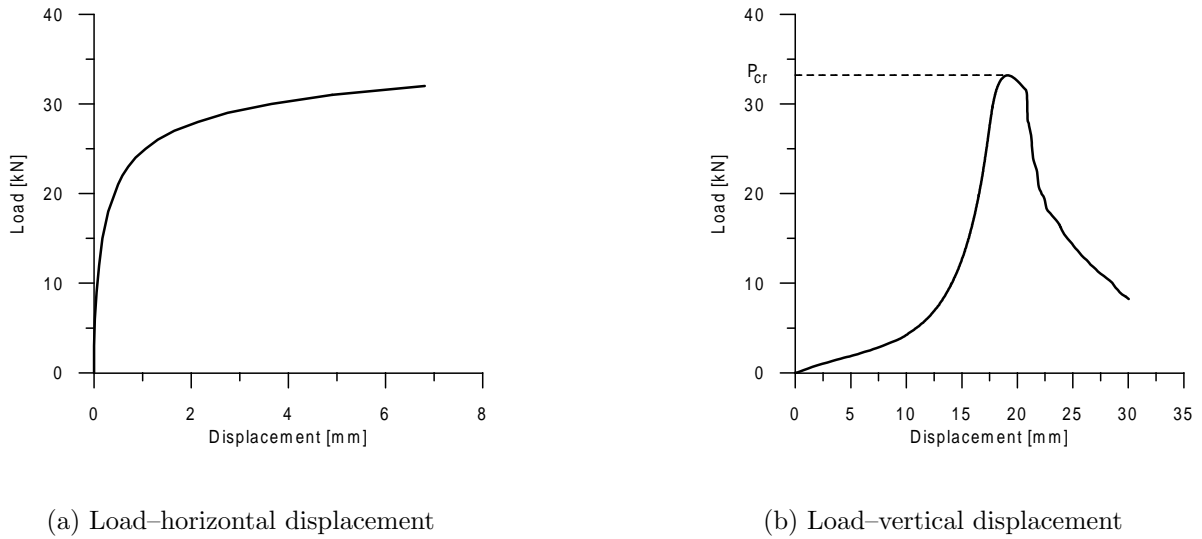 40
30
20
10
0
Load [kN]
0 2 4 6 8
Displacement [mm]
(a) Load–horizontal displacement
40
Pcr
30
20
10
0
Load [kN]
0 5 10 15 20 25 30 35
Displacement [mm]
(b) Load–vertical displacement